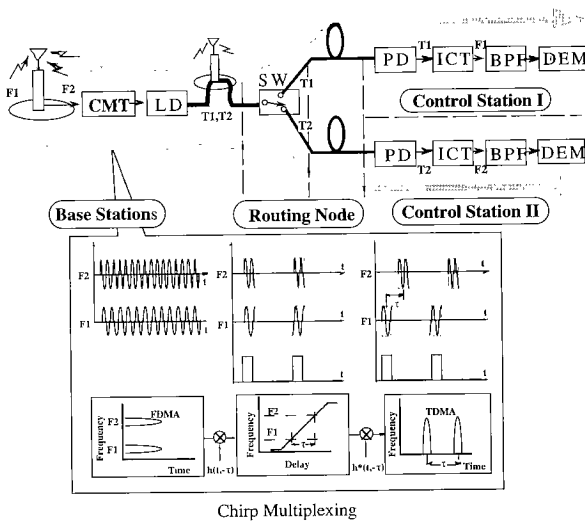 F1
F2
CMT
LD
T1,T2
SW
T1
T2
PD
T1
ICT
F1
BPF
DEM
Control Station I
PD
T2
ICT
F2
BPF
DEM
Base Stations
Routing Node
Control Station II
F2
t
F1
t
F2
t
F1
t
t
F2
t
τ
F1
t
t
Frequency
FDMA
F2
F1
Time
h(t,-τ)
Frequency
F2
F1
τ
Delay
h*(t,-τ)
Frequency
TDMA
τ
Time
Chirp Multiplexing